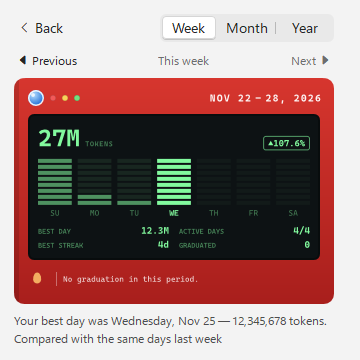 Back
Week Month Year
Previous This week Next
NOV 22 – 28, 2026
27M TOKENS ▲107.6%
SU MO TU WE TH FR SA
BEST DAY 12.3M ACTIVE DAYS 4/4
BEST STREAK 4d GRADUATED 0
No graduation in this period.
Your best day was Wednesday, Nov 25 — 12,345,678 tokens.
Compared with the same days last week